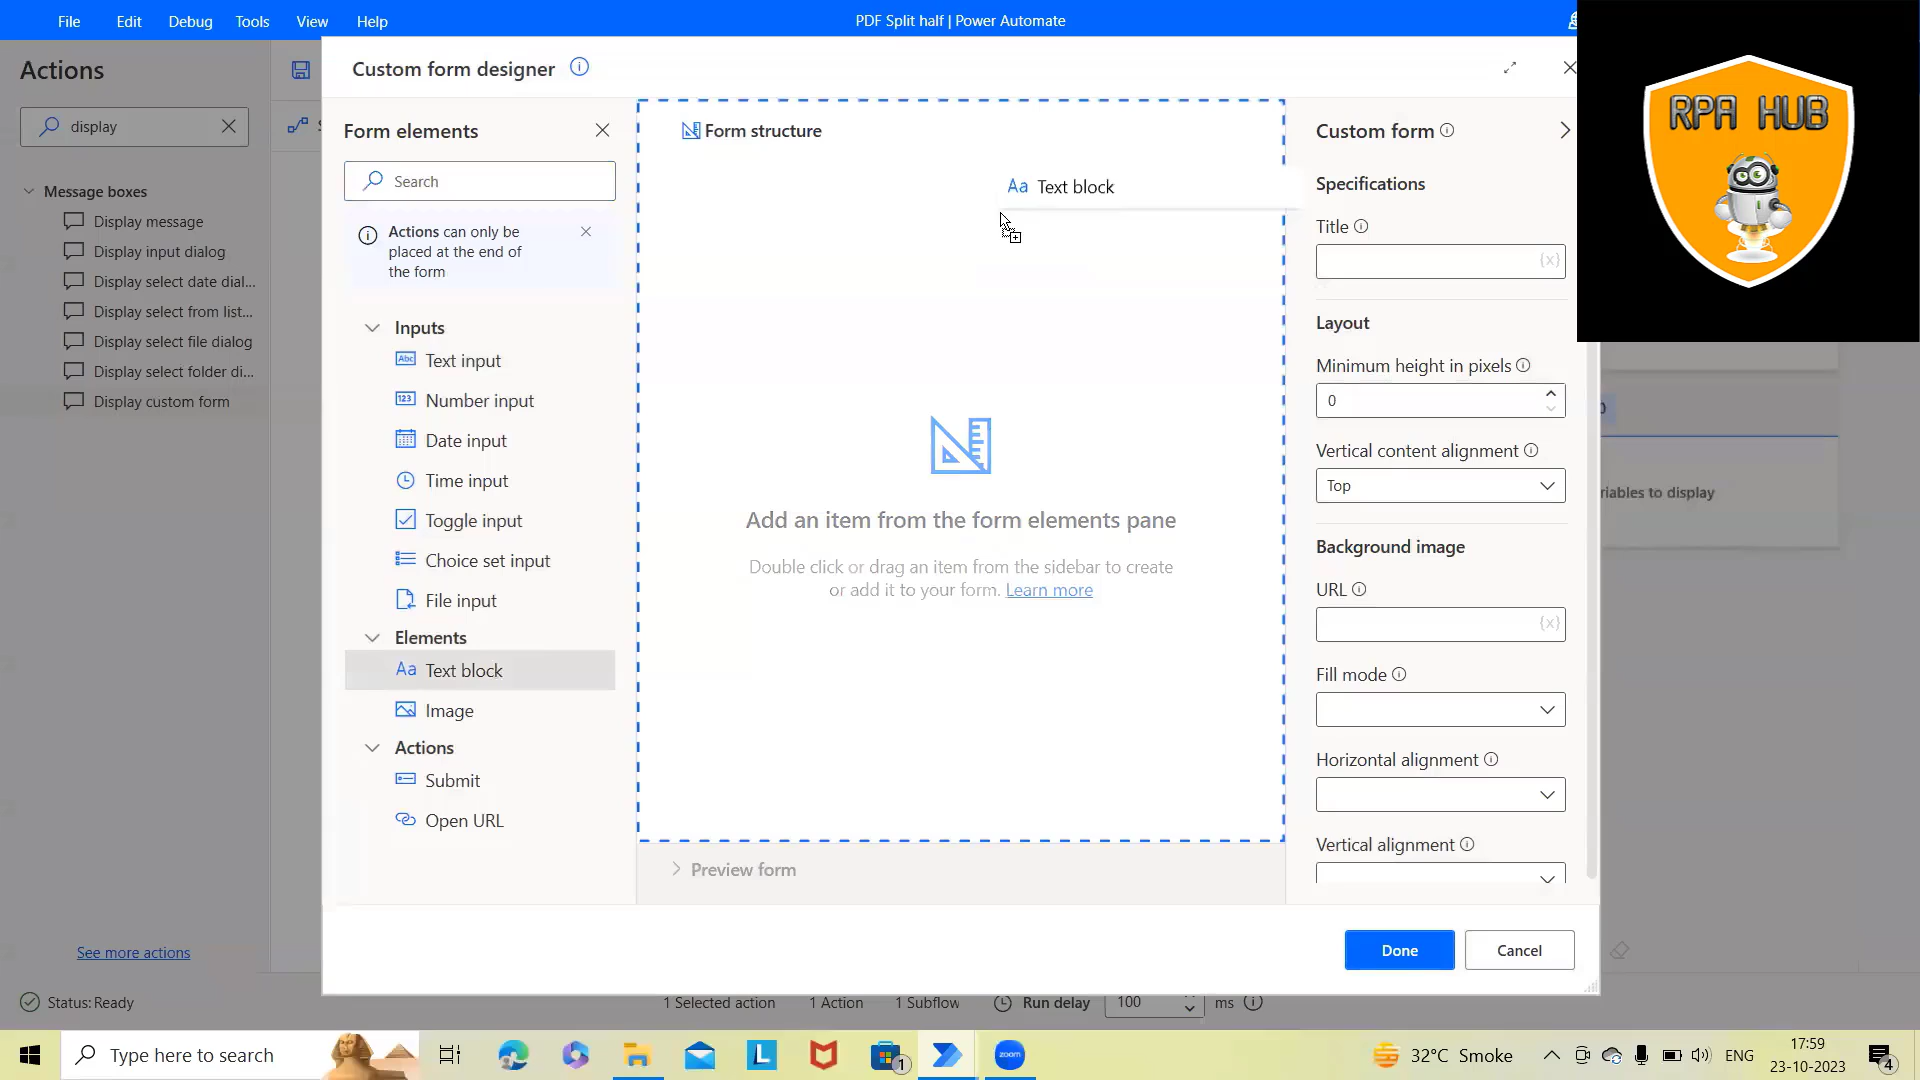 File Edit Debug Tools View Help
PDF Split half | Power Automate
Actions
display
Message boxes
Display message
Display input dialog
Display select date dial...
Display select from list...
Display select file dialog
Display select folder di...
Display custom form
See more actions
Custom form designer
Form elements
Search
Actions can only be
placed at the end of
the form
Inputs
Abc Text input
123 Number input
Date input
Time input
Toggle input
Choice set input
File input
Elements
Aa Text block
Image
Actions
Submit
Open URL
Form structure
Aa Text block
Add an item from the form elements pane
Double click or drag an item from the sidebar to create
or add it to your form. Learn more
Preview form
Custom form
Specifications
Title
{x}
Layout
Minimum height in pixels
0
Vertical content alignment
Top
Background image
URL
{x}
Fill mode
Horizontal alignment
Vertical alignment
Done Cancel
RPA HUB
riables to display
Status: Ready
1 Selected action 1 Action 1 Subflow Run delay 100 ms
Type here to search
L
1
zoom
32°C Smoke
ENG
17:59
23-10-2023
4